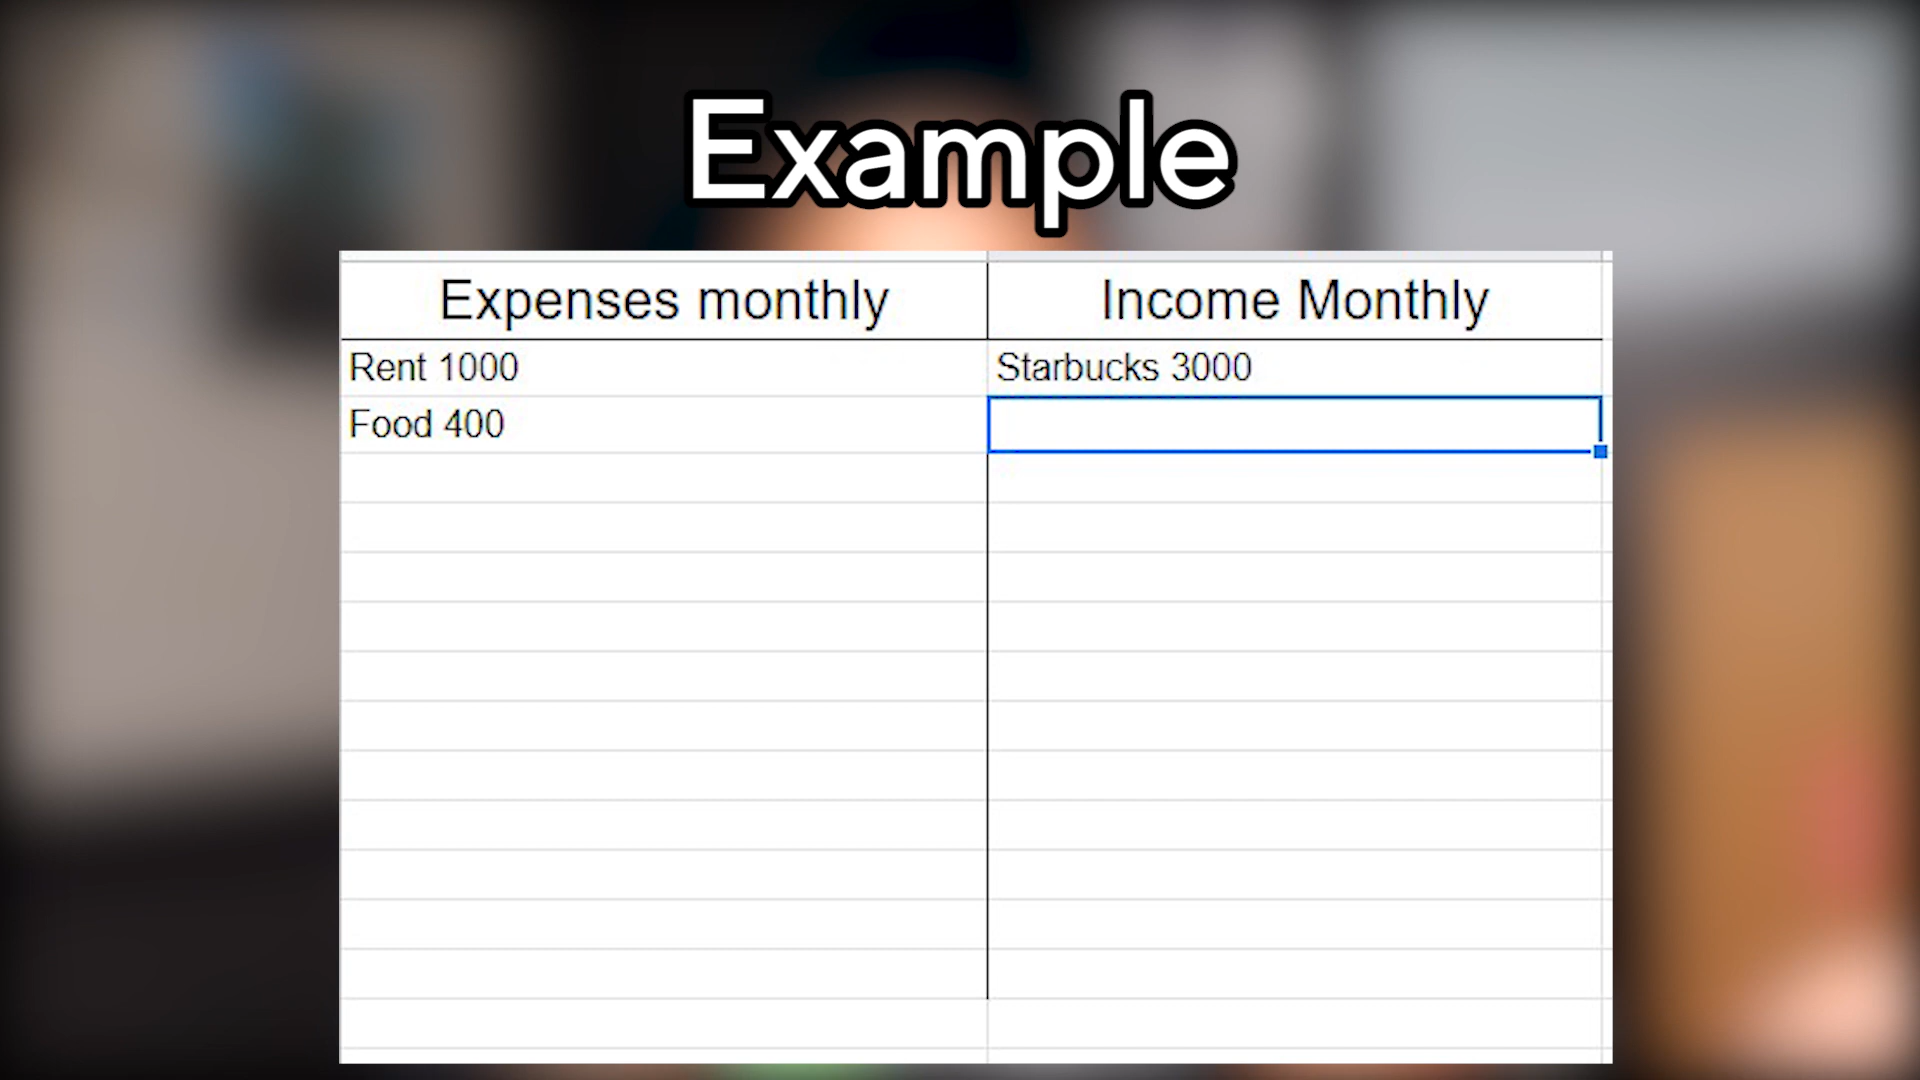 Example
Expenses monthly
Income Monthly
Rent 1000
Starbucks 3000
Food 400